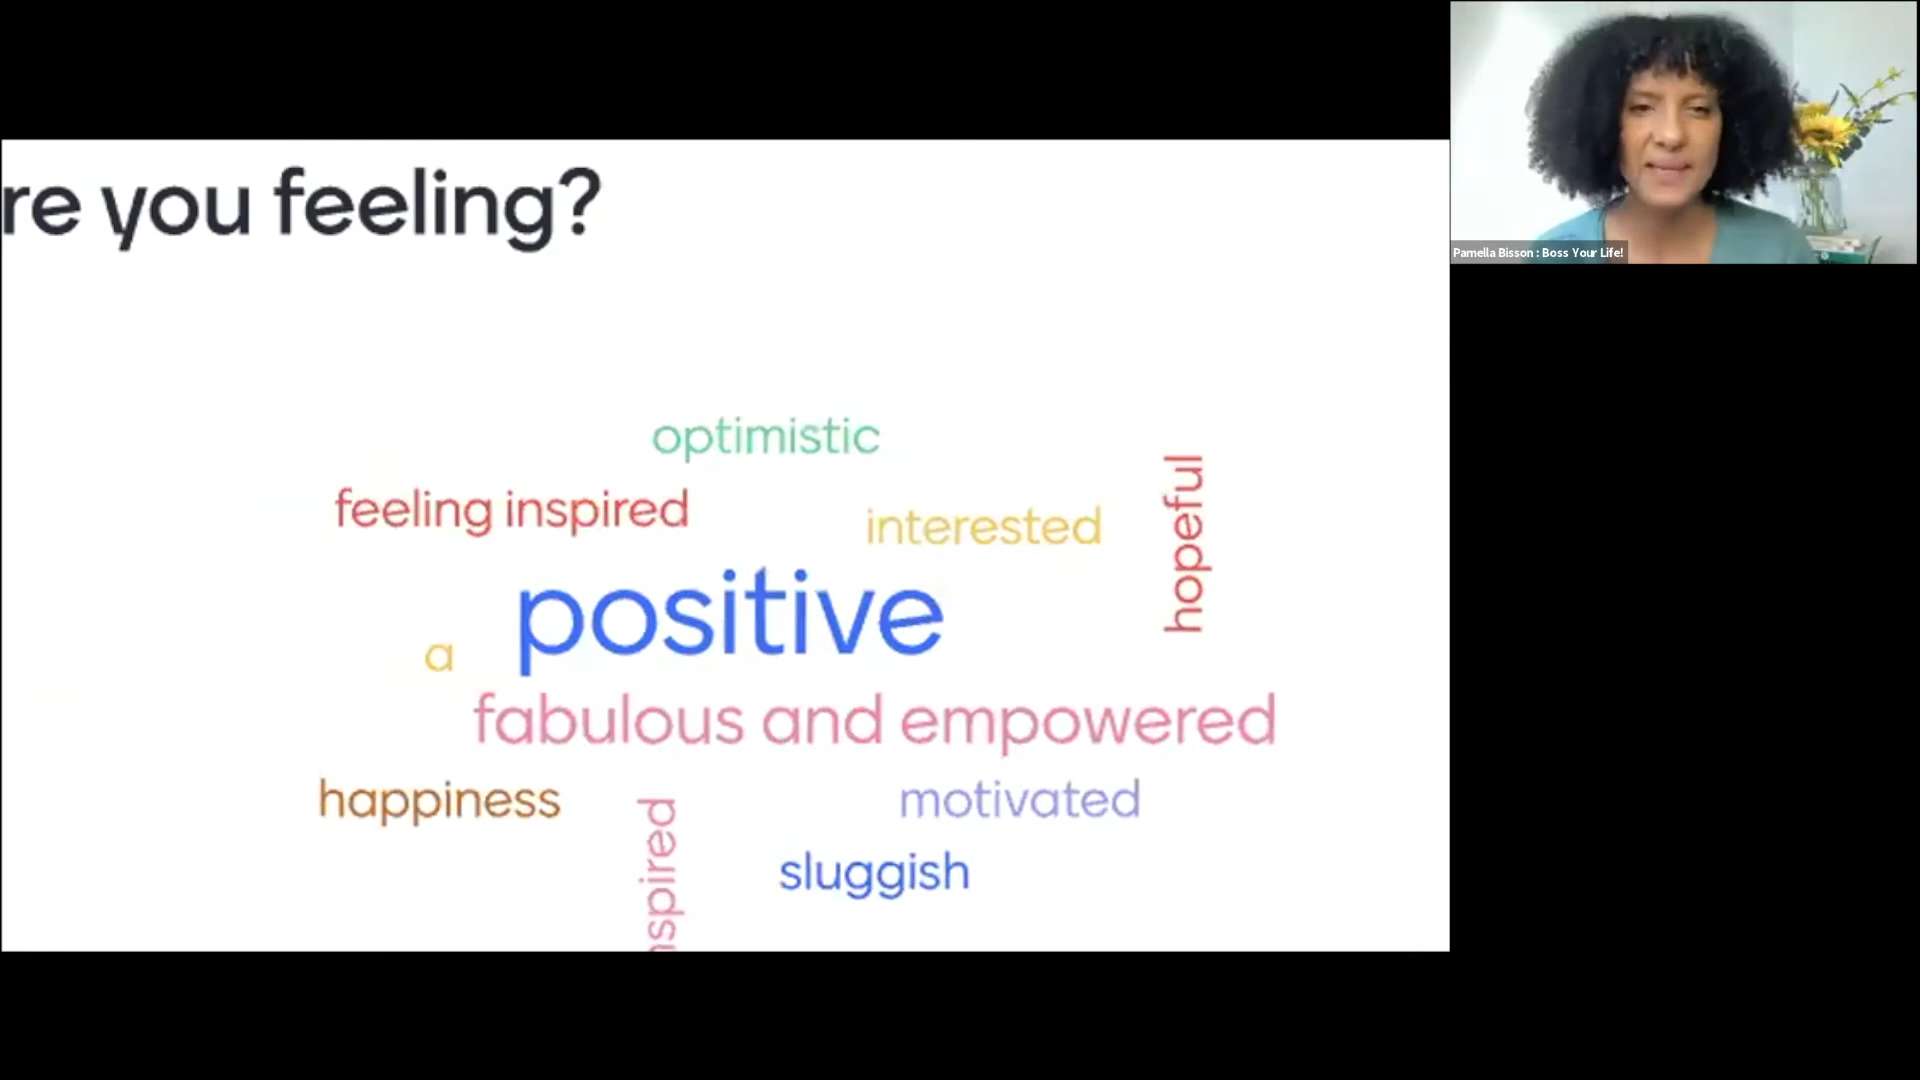 re you feeling?
Pamella Bisson : Boss Your Life!
optimistic
feeling inspired
interested
hopeful
positive
a
fabulous and empowered
happiness
motivated
spired
sluggish